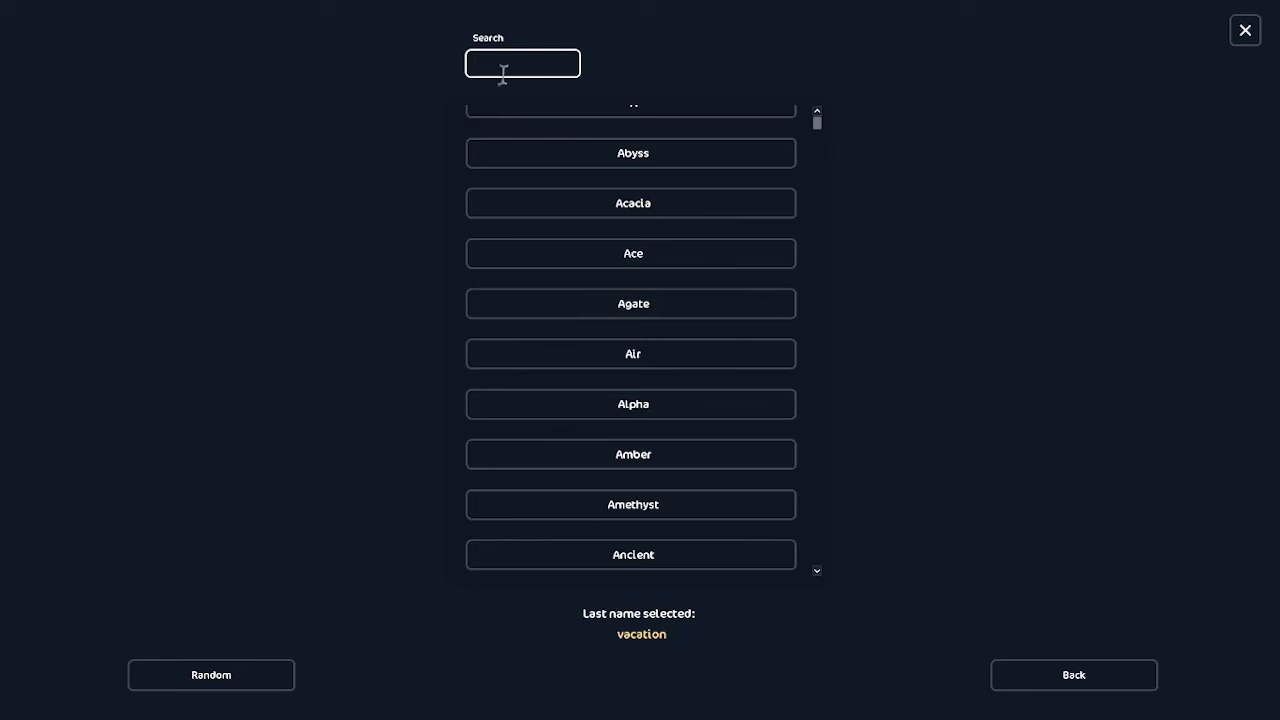 Search
Abyss
Acacia
Ace
Agate
Air
Alpha
Amber
Amethyst
Ancient
Last name selected:
vacation
Random
Back